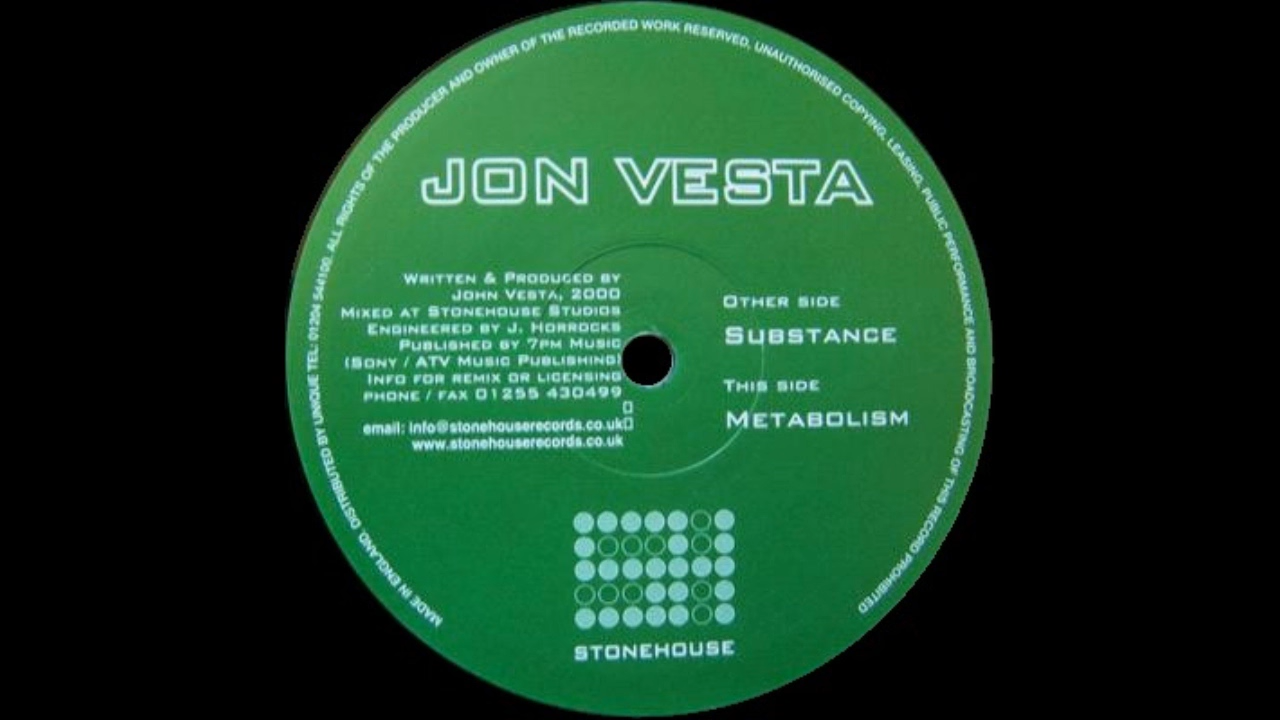 MADE IN ENGLAND. DISTRIBUTED BY UNIQUE TEL: 01204 544100. ALL RIGHTS OF THE PRODUCER AND OWNER OF THE RECORDED WORK RESERVED, UNAUTHORISED COPYING, LEASING, PUBLIC PERFORMANCE AND BROADCASTING OF THIS RECORD PROHIBITED
JON VESTA
WRITTEN & PRODUCED BY
JOHN VESTA, 2000
MIXED AT STONEHOUSE STUDIOS
ENGINEERED BY J. HORROCKS
PUBLISHED BY 7PM MUSIC
(SONY / ATV MUSIC PUBLISHING)
INFO FOR REMIX OR LICENSING
PHONE / FAX 01255 430499
email: info@stonehouserecords.co.uk
www.stonehouserecords.co.uk
OTHER SIDE
SUBSTANCE
THIS SIDE
METABOLISM
STONEHOUSE